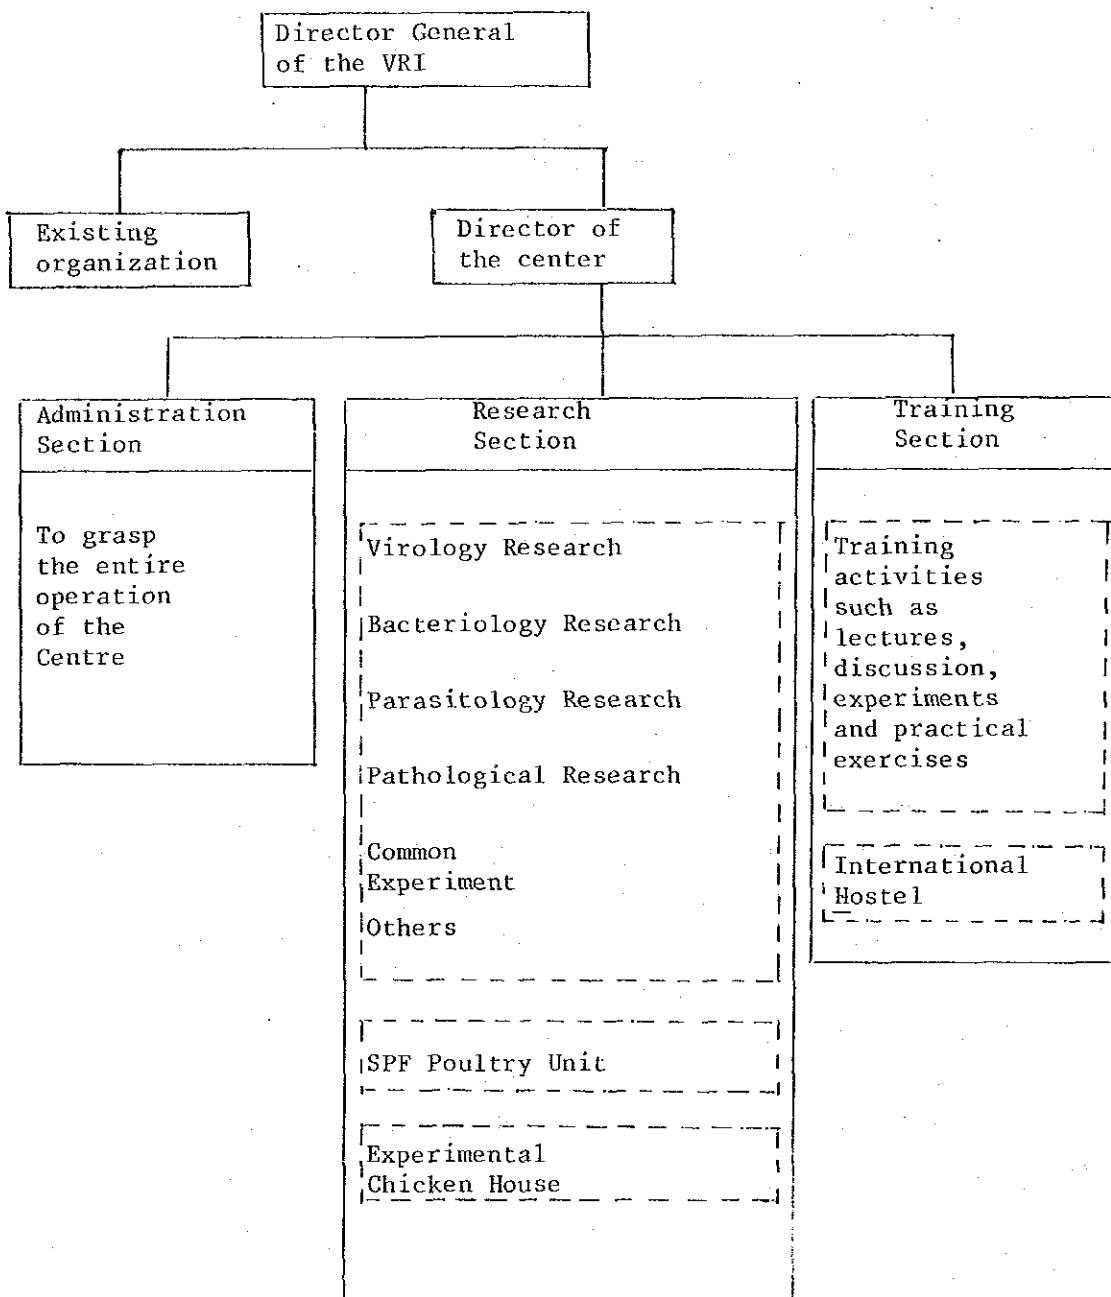 Director General
of the VRI
Existing
organization
Director of
the center
Administration
Section
To grasp
the entire
operation
of the
Centre
Research
Section
Virology Research
Bacteriology Research
Parasitology Research
Pathological Research
Common
Experiment
Others
SPF Poultry Unit
Experimental
Chicken House
Training
Section
Training
activities
such as
lectures,
discussion,
experiments
and practical
exercises
International
Hostel